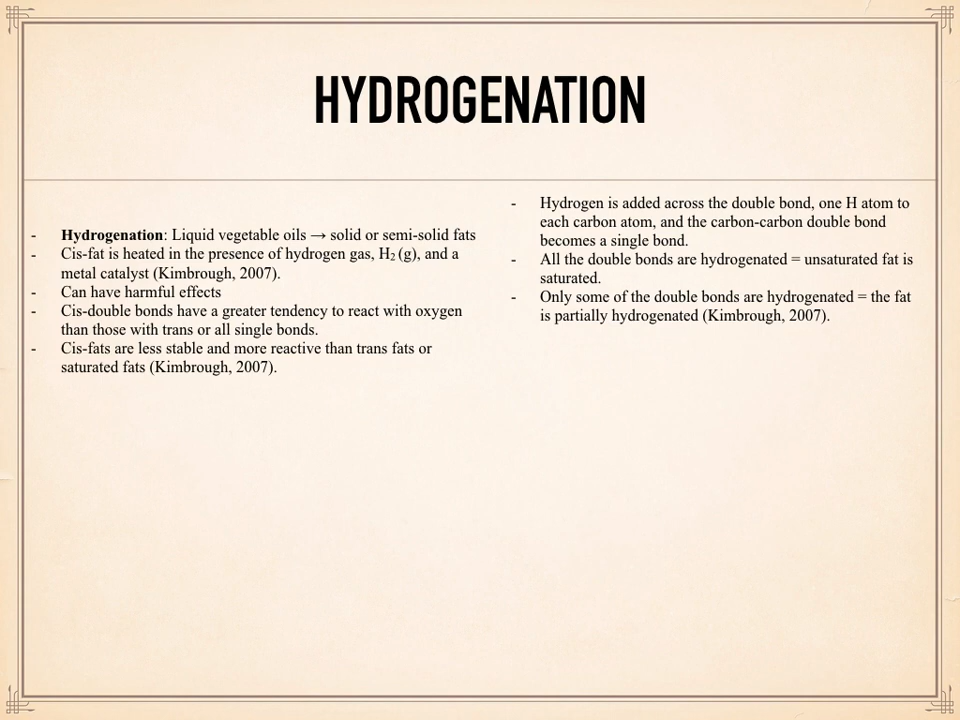 HYDROGENATION
- Hydrogenation: Liquid vegetable oils → solid or semi-solid fats
- Cis-fat is heated in the presence of hydrogen gas, H₂ (g), and a
metal catalyst (Kimbrough, 2007).
- Can have harmful effects
- Cis-double bonds have a greater tendency to react with oxygen
than those with trans or all single bonds.
- Cis-fats are less stable and more reactive than trans fats or
saturated fats (Kimbrough, 2007).
- Hydrogen is added across the double bond, one H atom to
each carbon atom, and the carbon-carbon double bond
becomes a single bond.
- All the double bonds are hydrogenated = unsaturated fat is
saturated.
- Only some of the double bonds are hydrogenated = the fat
is partially hydrogenated (Kimbrough, 2007).